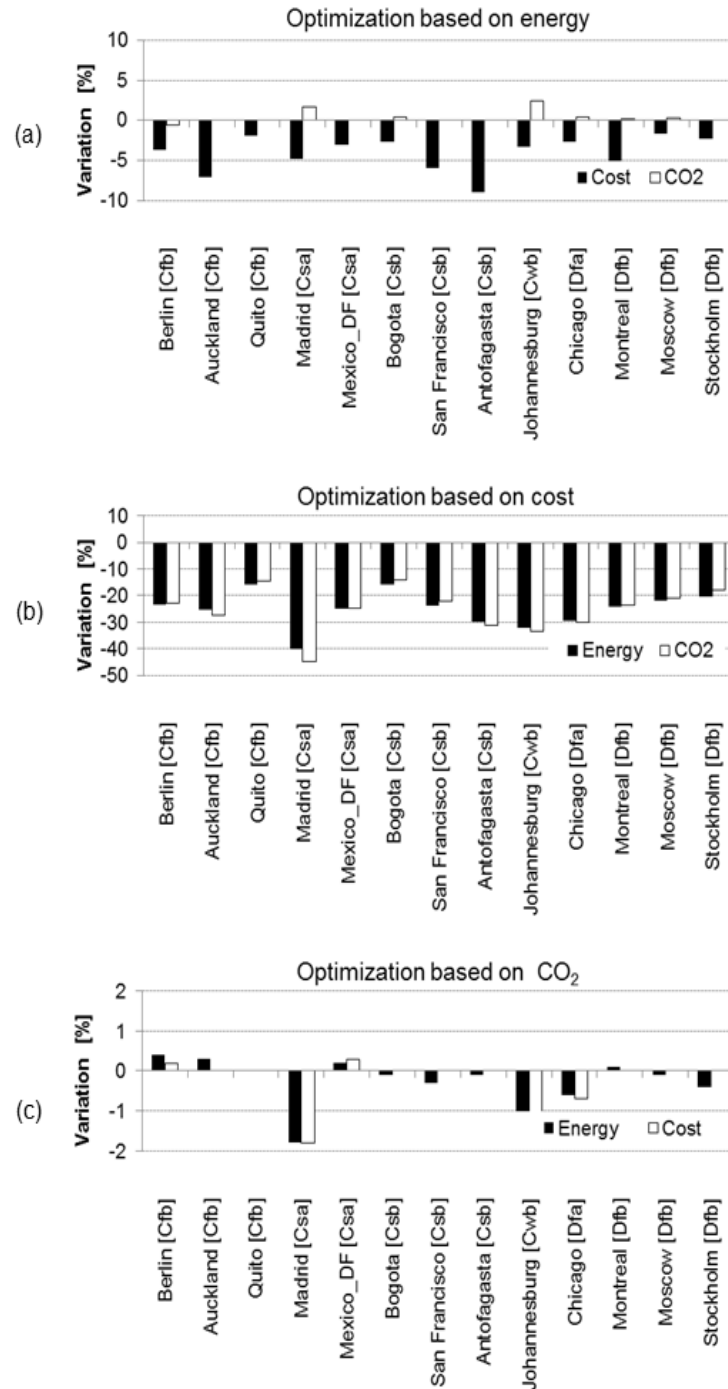 Optimization based on energy
(a)
Variation [%]
10
5
0
-5
-10
Cost CO2
Berlin [Cfb]
Auckland [Cfb]
Quito [Cfb]
Madrid [Csa]
Mexico_DF [Csa]
Bogota [Csb]
San Francisco [Csb]
Antofagasta [Csb]
Johannesburg [Cwb]
Chicago [Dfa]
Montreal [Dfb]
Moscow [Dfb]
Stockholm [Dfb]
Optimization based on cost
(b)
Variation [%]
10
0
-10
-20
-30
-40
-50
Energy CO2
Berlin [Cfb]
Auckland [Cfb]
Quito [Cfb]
Madrid [Csa]
Mexico_DF [Csa]
Bogota [Csb]
San Francisco [Csb]
Antofagasta [Csb]
Johannesburg [Cwb]
Chicago [Dfa]
Montreal [Dfb]
Moscow [Dfb]
Stockholm [Dfb]
Optimization based on CO₂
(c)
Variation [%]
2
1
0
-1
-2
Energy Cost
Berlin [Cfb]
Auckland [Cfb]
Quito [Cfb]
Madrid [Csa]
Mexico_DF [Csa]
Bogota [Csb]
San Francisco [Csb]
Antofagasta [Csb]
Johannesburg [Cwb]
Chicago [Dfa]
Montreal [Dfb]
Moscow [Dfb]
Stockholm [Dfb]